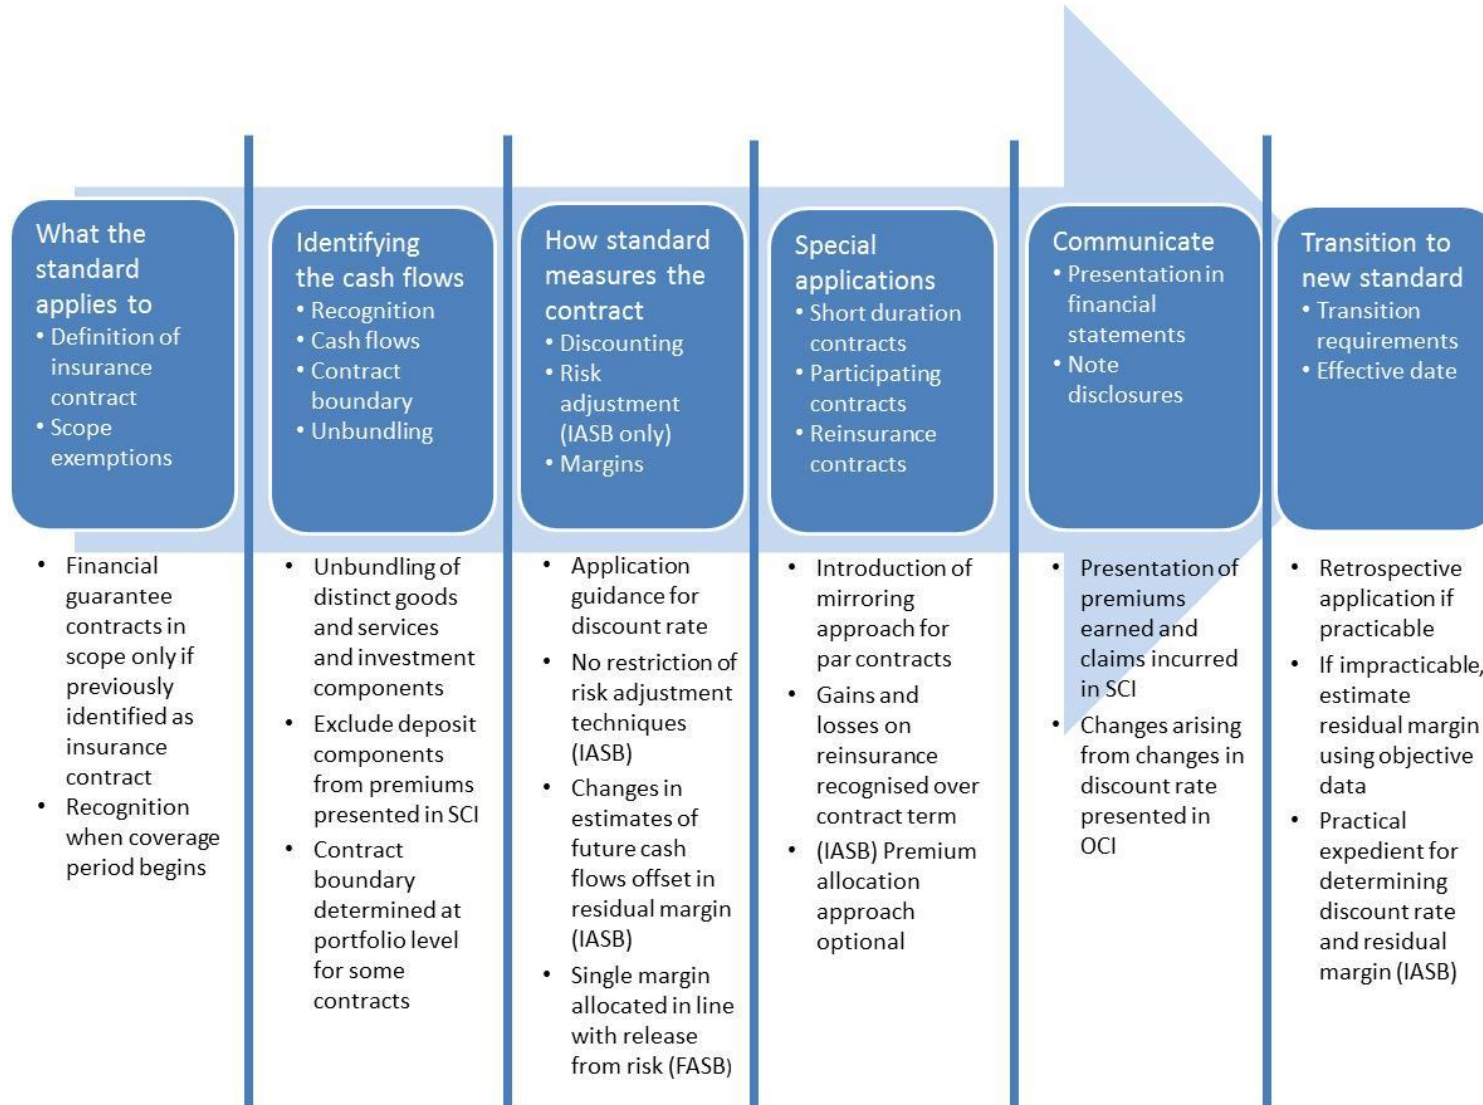 What the
standard
applies to
• Definition of
insurance
contract
• Scope
exemptions
Identifying
the cash flows
• Recognition
• Cash flows
• Contract
boundary
• Unbundling
How standard
measures the
contract
• Discounting
• Risk
adjustment
(IASB only)
• Margins
Special
applications
• Short duration
contracts
• Participating
contracts
• Reinsurance
contracts
Communicate
• Presentation in
financial
statements
• Note
disclosures
Transition to
new standard
• Transition
requirements
• Effective date
• Financial
guarantee
contracts in
scope only if
previously
identified as
insurance
contract
• Recognition
when coverage
period begins
• Unbundling of
distinct goods
and services
and investment
components
• Exclude deposit
components
from premiums
presented in SCI
• Contract
boundary
determined at
portfolio level
for some
contracts
• Application
guidance for
discount rate
• No restriction of
risk adjustment
techniques
(IASB)
• Changes in
estimates of
future cash
flows offset in
residual margin
(IASB)
• Single margin
allocated in line
with release
from risk (FASB)
• Introduction of
mirroring
approach for
par contracts
• Gains and
losses on
reinsurance
recognised over
contract term
• (IASB) Premium
allocation
approach
optional
• Presentation of
premiums
earned and
claims incurred
in SCI
• Changes arising
from changes in
discount rate
presented in
OCI
• Retrospective
application if
practicable
• If impracticable,
estimate
residual margin
using objective
data
• Practical
expedient for
determining
discount rate
and residual
margin (IASB)